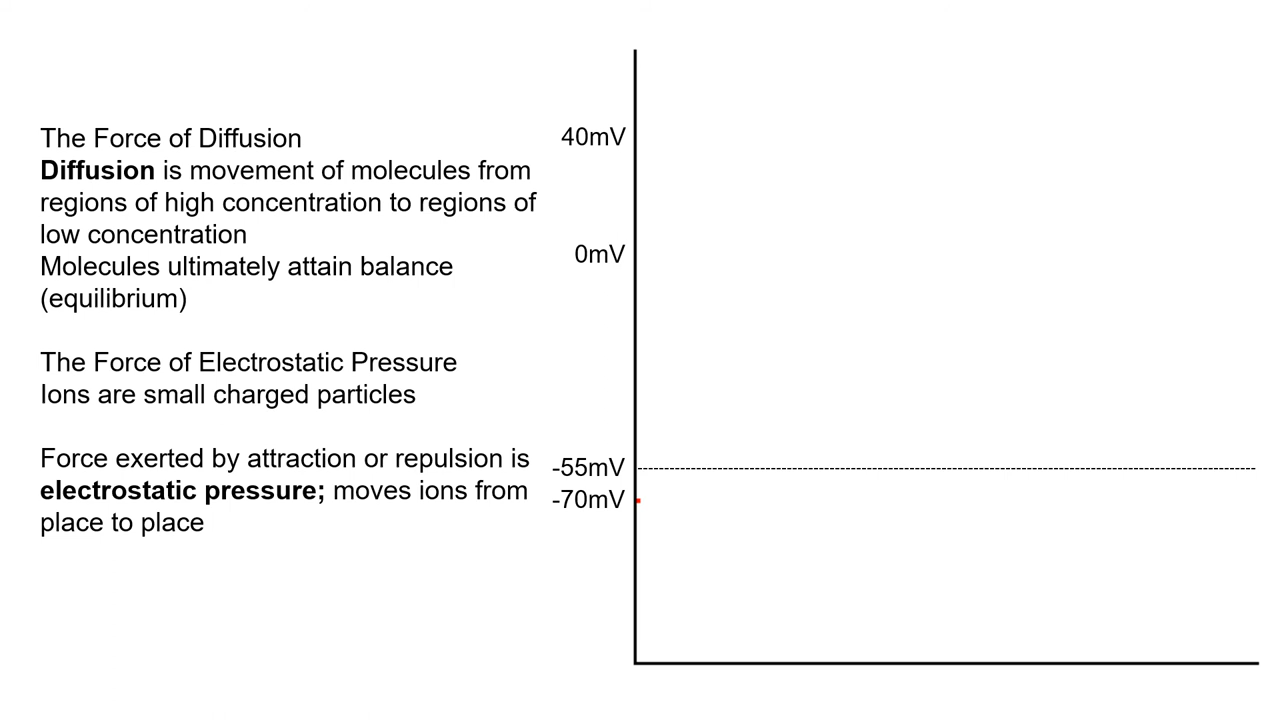 The Force of Diffusion
Diffusion is movement of molecules from
regions of high concentration to regions of
low concentration
Molecules ultimately attain balance
(equilibrium)
The Force of Electrostatic Pressure
Ions are small charged particles
Force exerted by attraction or repulsion is
electrostatic pressure; moves ions from
place to place
40mV
0mV
-55mV
-70mV